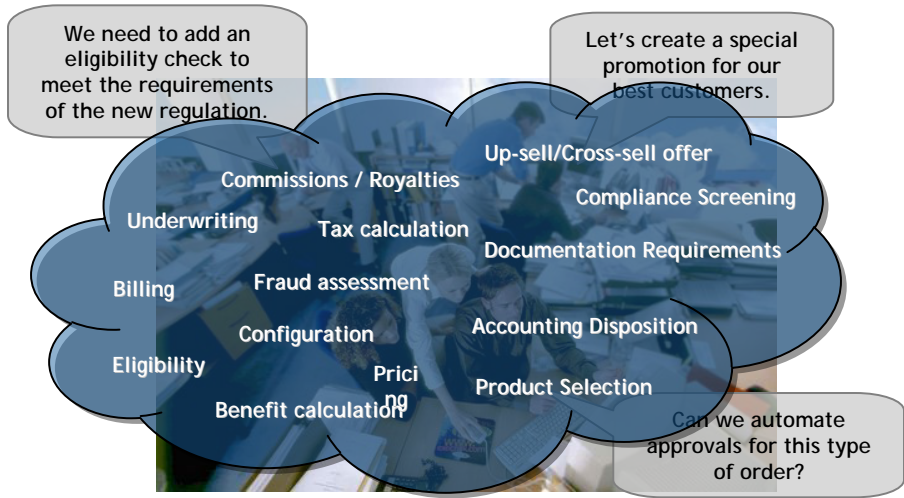 We need to add an
eligibility check to
meet the requirements
of the new regulation.
Let's create a special
promotion for our
best customers.
Up-sell/Cross-sell offer
Commissions / Royalties
Compliance Screening
Underwriting
Tax calculation
Documentation Requirements
Billing
Fraud assessment
Configuration
Accounting Disposition
Eligibility
Prici
ng
Product Selection
Benefit calculation
Can we automate
approvals for this type
of order?